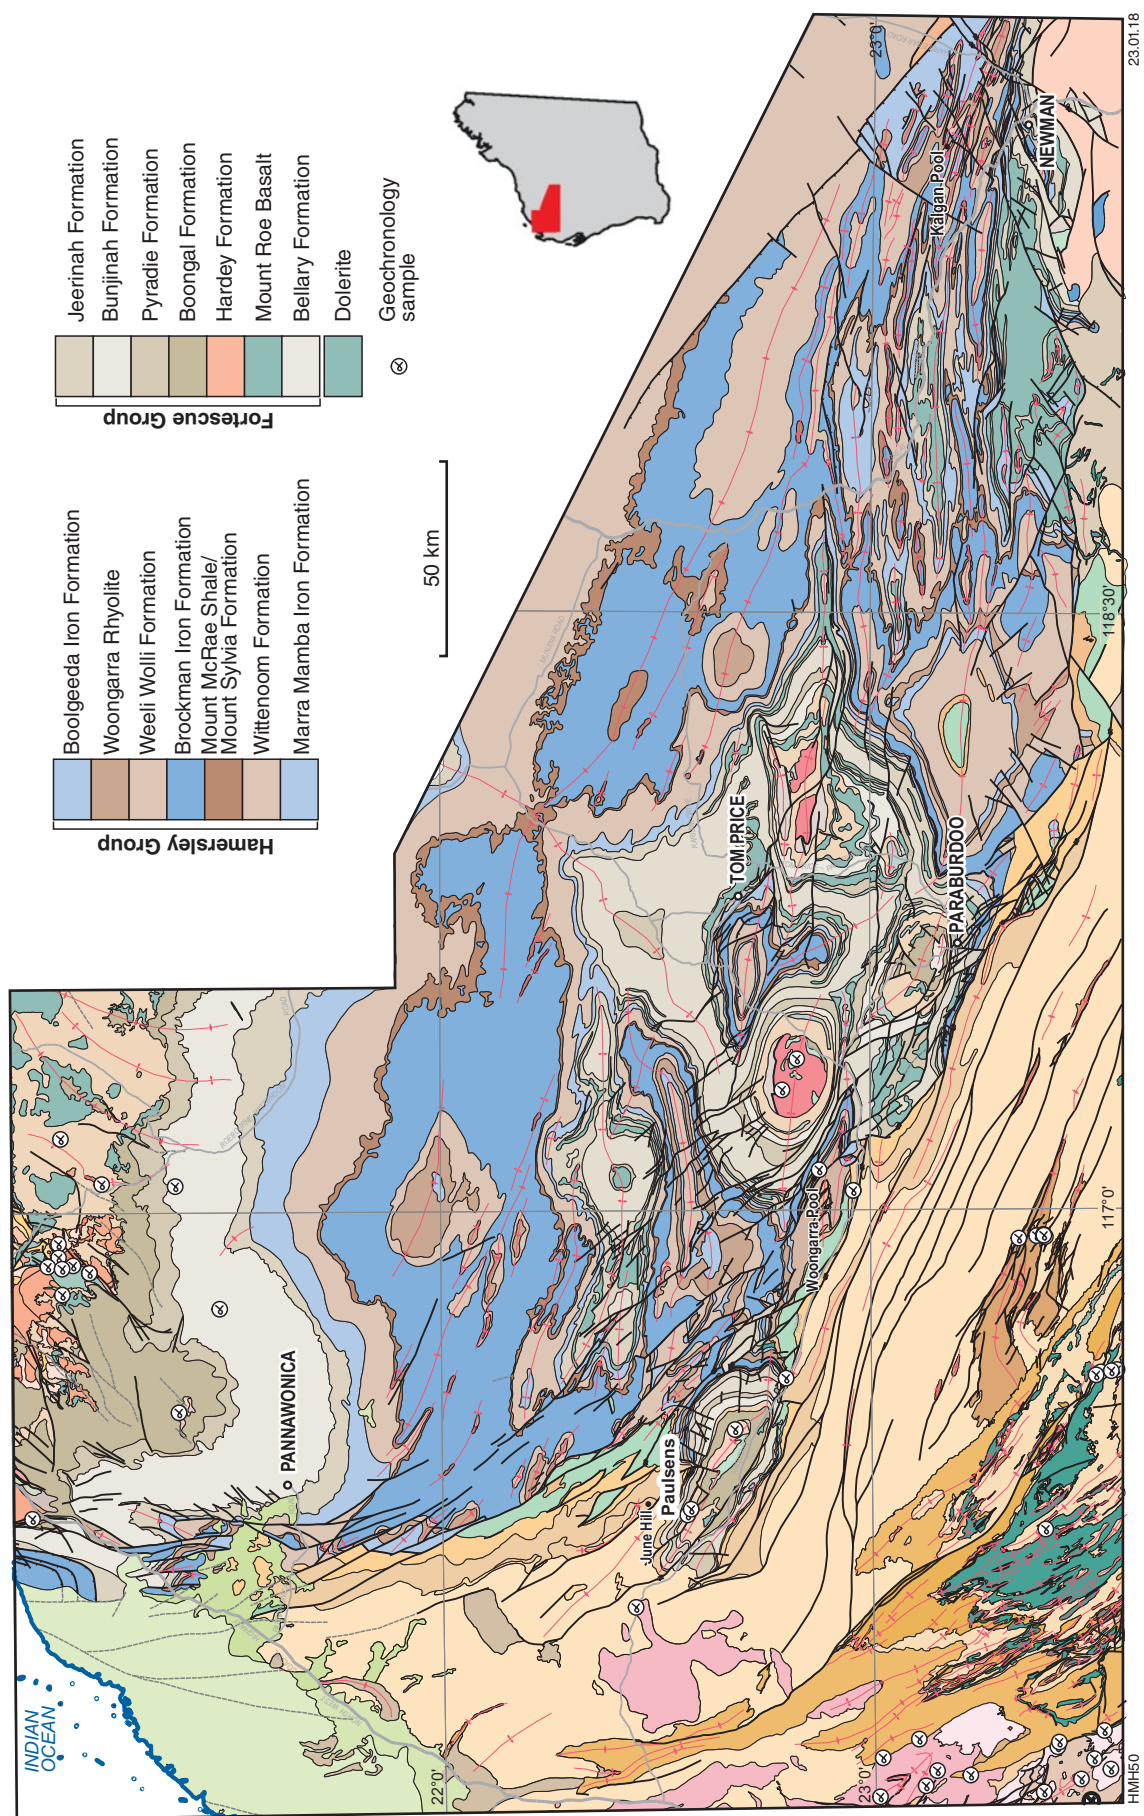 Hamersley Group
Boolgeeda Iron Formation
Woongarra Rhyolite
Weeli Wolli Formation
Brockman Iron Formation
Mount McRae Shale/
Mount Sylvia Formation
Wittenoom Formation
Marra Mamba Iron Formation
Fortescue Group
Jeerinah Formation
Bunjinah Formation
Pyradie Formation
Boongal Formation
Hardey Formation
Mount Roe Basalt
Bellary Formation
Dolerite
Geochronology
sample
50 km
INDIAN
OCEAN
PANNAWONICA
22°0'
MUNJINA ROAD
June Hill
Paulsens
TOM PRICE
Woongarra Pool
PARABURDOO
Kalgan Pool
NEWMAN
23°0'
23°0'
117°0'
118°30'
HMH50
23.01.18